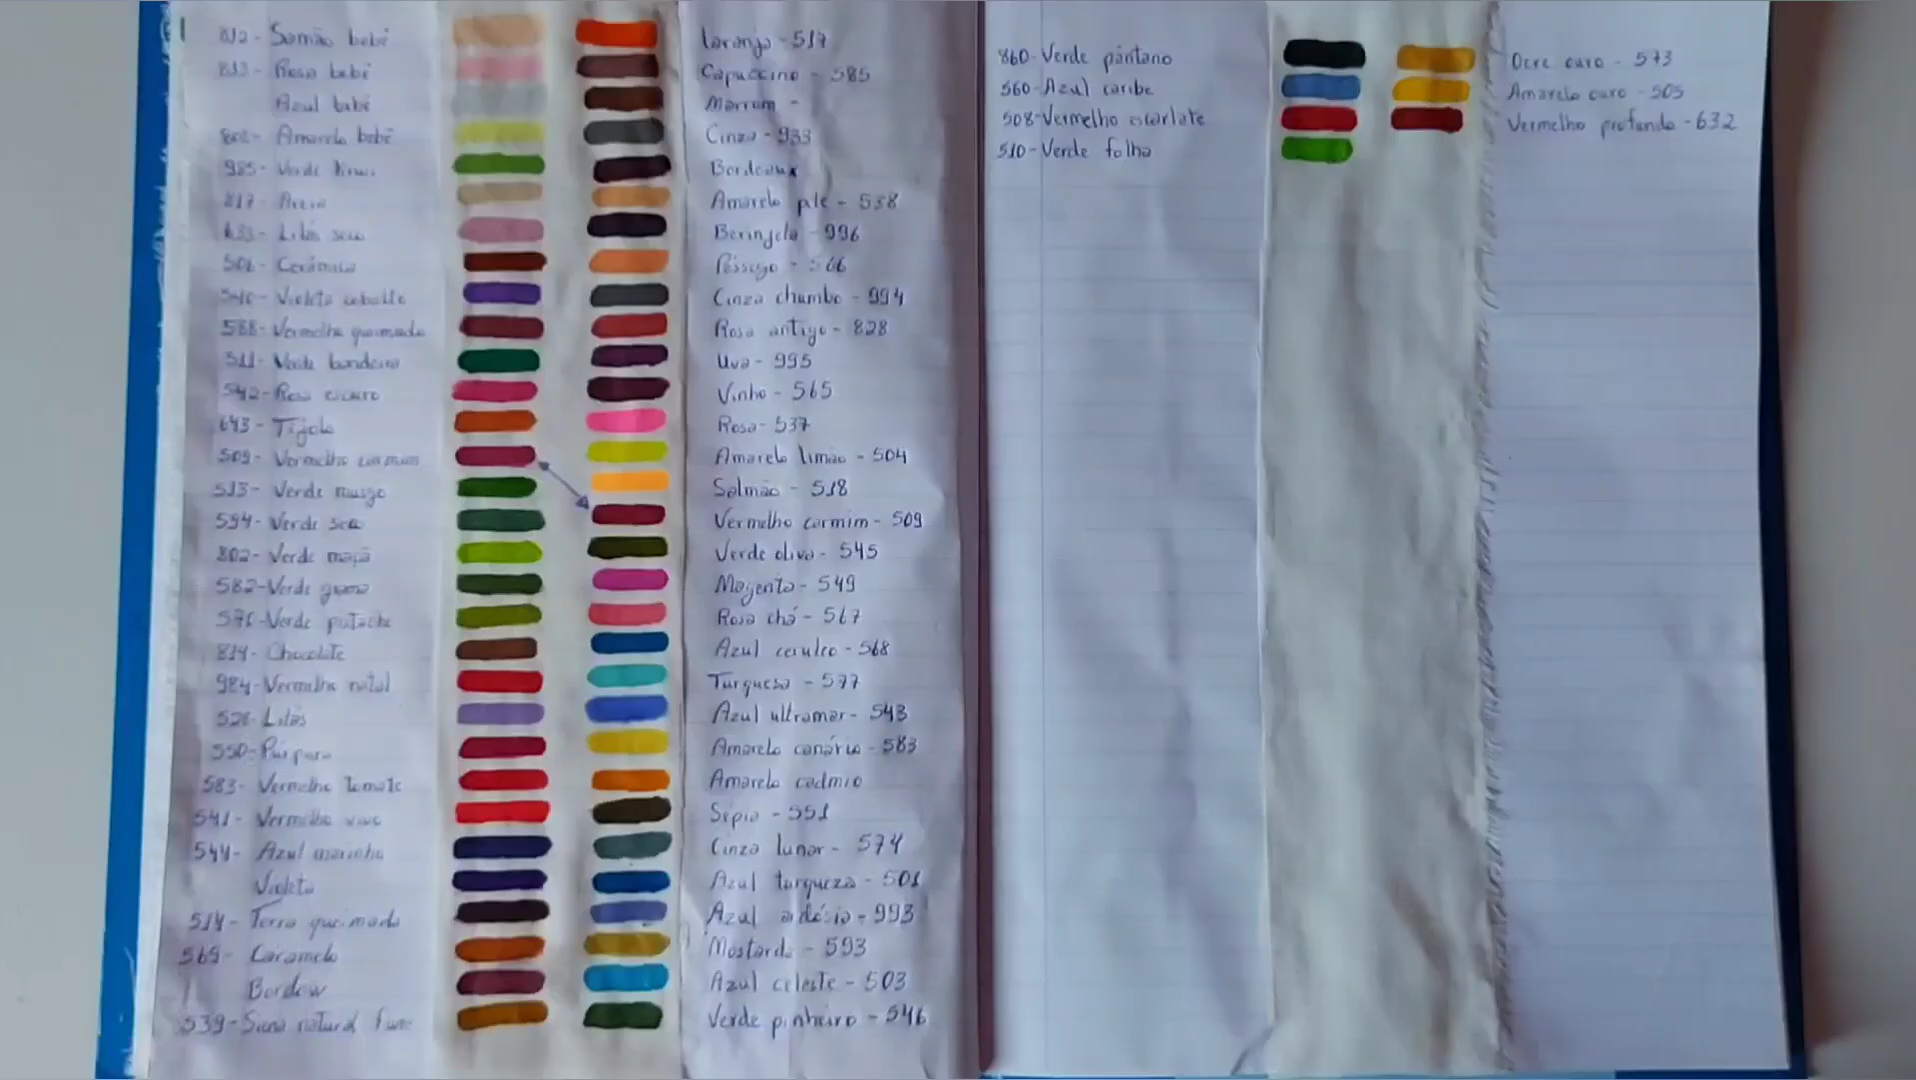 812- Samão bebê
813- Rosa bebê
Azul bebê
Amarelo bebê
985- Verde
817- Areia
633- Lilás seco
506- Cerâmica
540- Violeta cobalto
588- Vermelho queimado
511- Verde bandeira
542- Rosa escuro
643- Tijolo
509- Vermelho carmim
513- Verde musgo
594- Verde seco
802- Verde maçã
582- Verde grama
570- Verde pistache
814- Chocolate
984- Vermelho natal
526- Lilás
550- Púrpura
583- Vermelho tomate
541- Vermelho vivo
544- Azul marinho
Violeta
514- Terra queimada
569- Caramelo
Bordow
539- Siena natural
laranja - 517
Capuccino - 585
Marrom -
Cinza - 933
Bordeaux
Amarelo pele - 538
Berinjela - 996
Pêssego - 566
Cinza chumbo - 994
Rosa antigo - 828
Uva - 995
Vinho - 565
Rosa - 537
Amarelo limão - 504
Salmão - 518
Vermelho carmim - 509
Verde oliva - 545
Magenta - 549
Rosa chá - 567
Azul ceruleo - 568
Turquesa - 577
Azul ultramar - 543
Amarelo canário - 583
Amarelo cadmio
Sépia - 551
Cinza lunar - 574
Azul turqueza - 501
Azul ardósia - 993
Mostarda - 593
Azul celeste - 503
Verde pinheiro - 546
860- Verde pântano
560- Azul caribe
508- Vermelho escarlate
510- Verde folha
Ocre ouro - 573
Amarelo ouro - 505
Vermelho profundo - 632